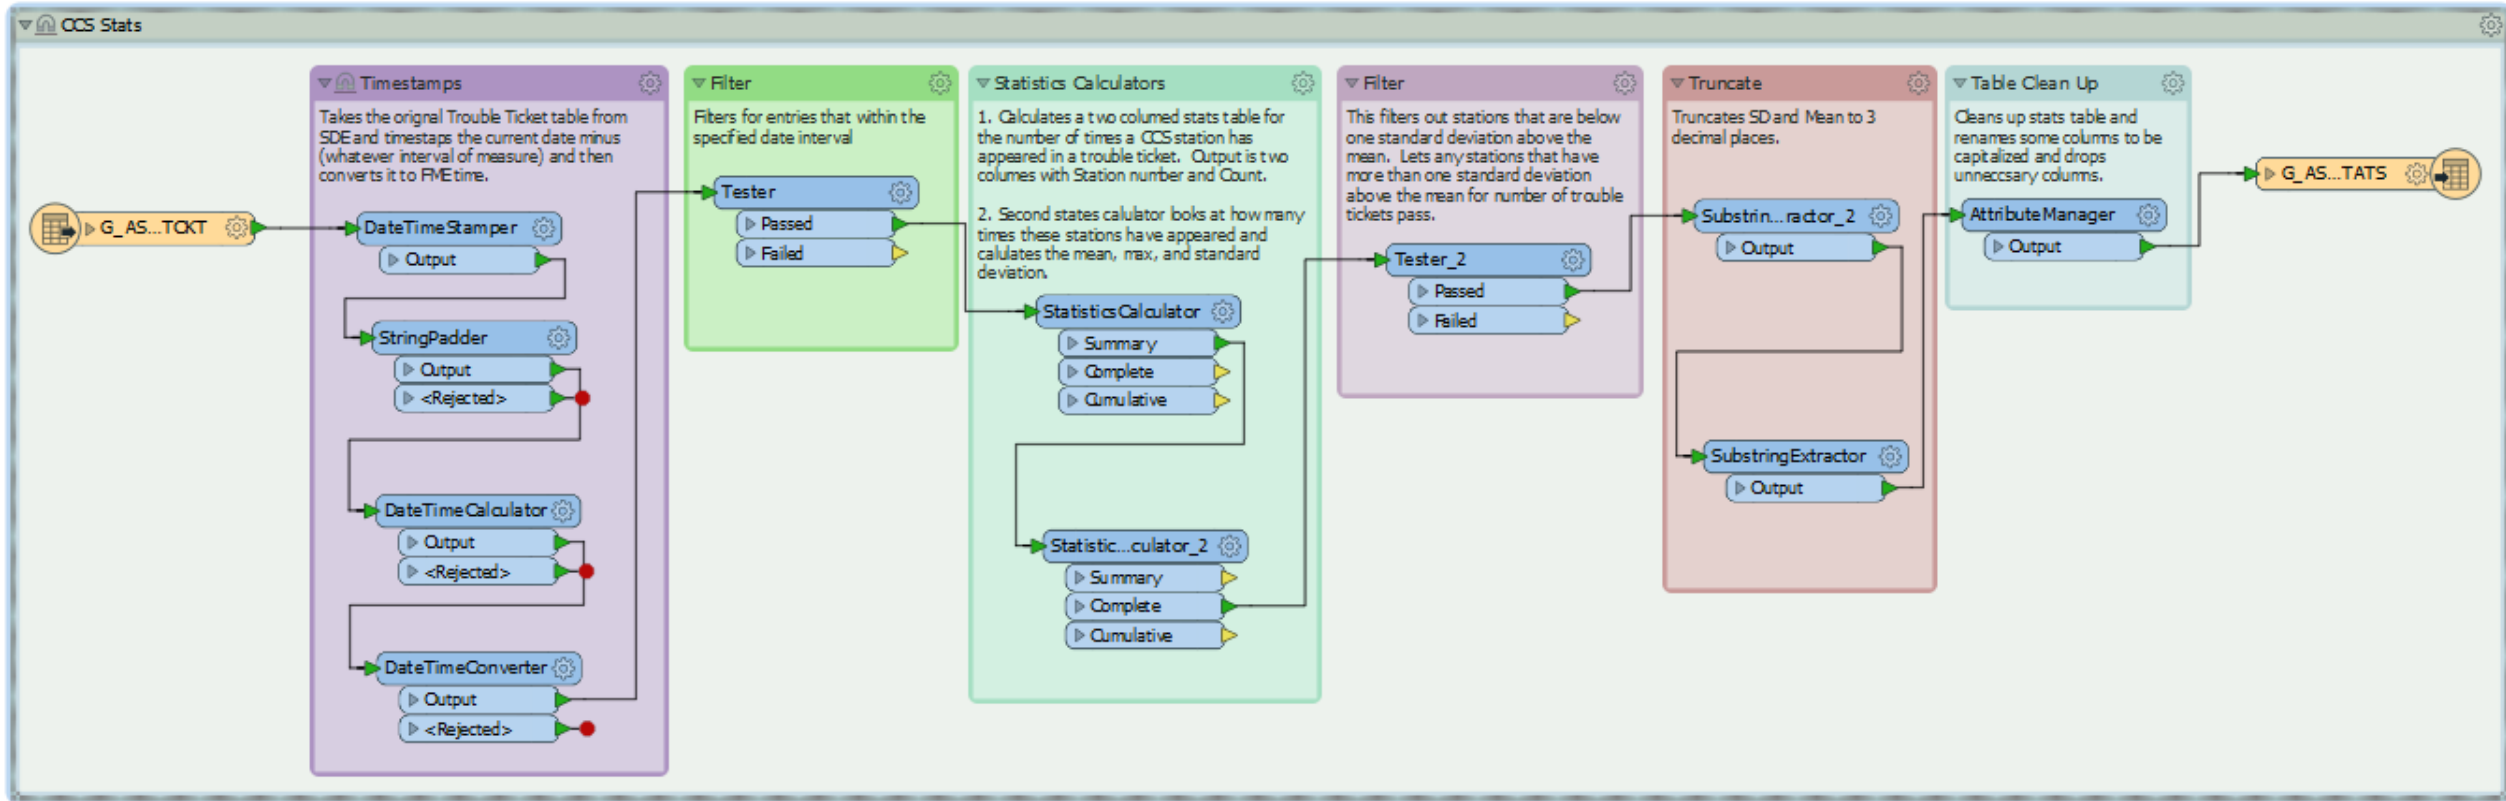 CCS Stats
G_AS...TCKT
Timestamps
Takes the orignal Trouble Ticket table from
SDE and timestaps the current date minus
(whatever interval of measure) and then
converts it to FME time.
DateTimeStamper
Output
StringPadder
Output
<Rejected>
DateTimeCalculator
Output
<Rejected>
DateTimeConverter
Output
<Rejected>
Filter
Filters for entries that within the
specified date interval
Tester
Passed
Failed
Statistics Calculators
1. Calculates a two columed stats table for
the number of times a CCS station has
appeared in a trouble ticket. Output is two
columes with Station number and Count.
2. Second states calulator looks at how many
times these stations have appeared and
calulates the mean, max, and standard
deviation.
StatisticsCalculator
Summary
Complete
Cumulative
Statistic...culator_2
Summary
Complete
Cumulative
Filter
This filters out stations that are below
one standard deviation above the
mean. Lets any stations that have
more than one standard deviation
above the mean for number of trouble
tickets pass.
Tester_2
Passed
Failed
Truncate
Truncates SD and Mean to 3
decimal places.
Substrin...ractor_2
Output
SubstringExtractor
Output
Table Clean Up
Cleans up stats table and
renames some columns to be
capitalized and drops
unneccsary columns.
AttributeManager
Output
G_AS...TATS